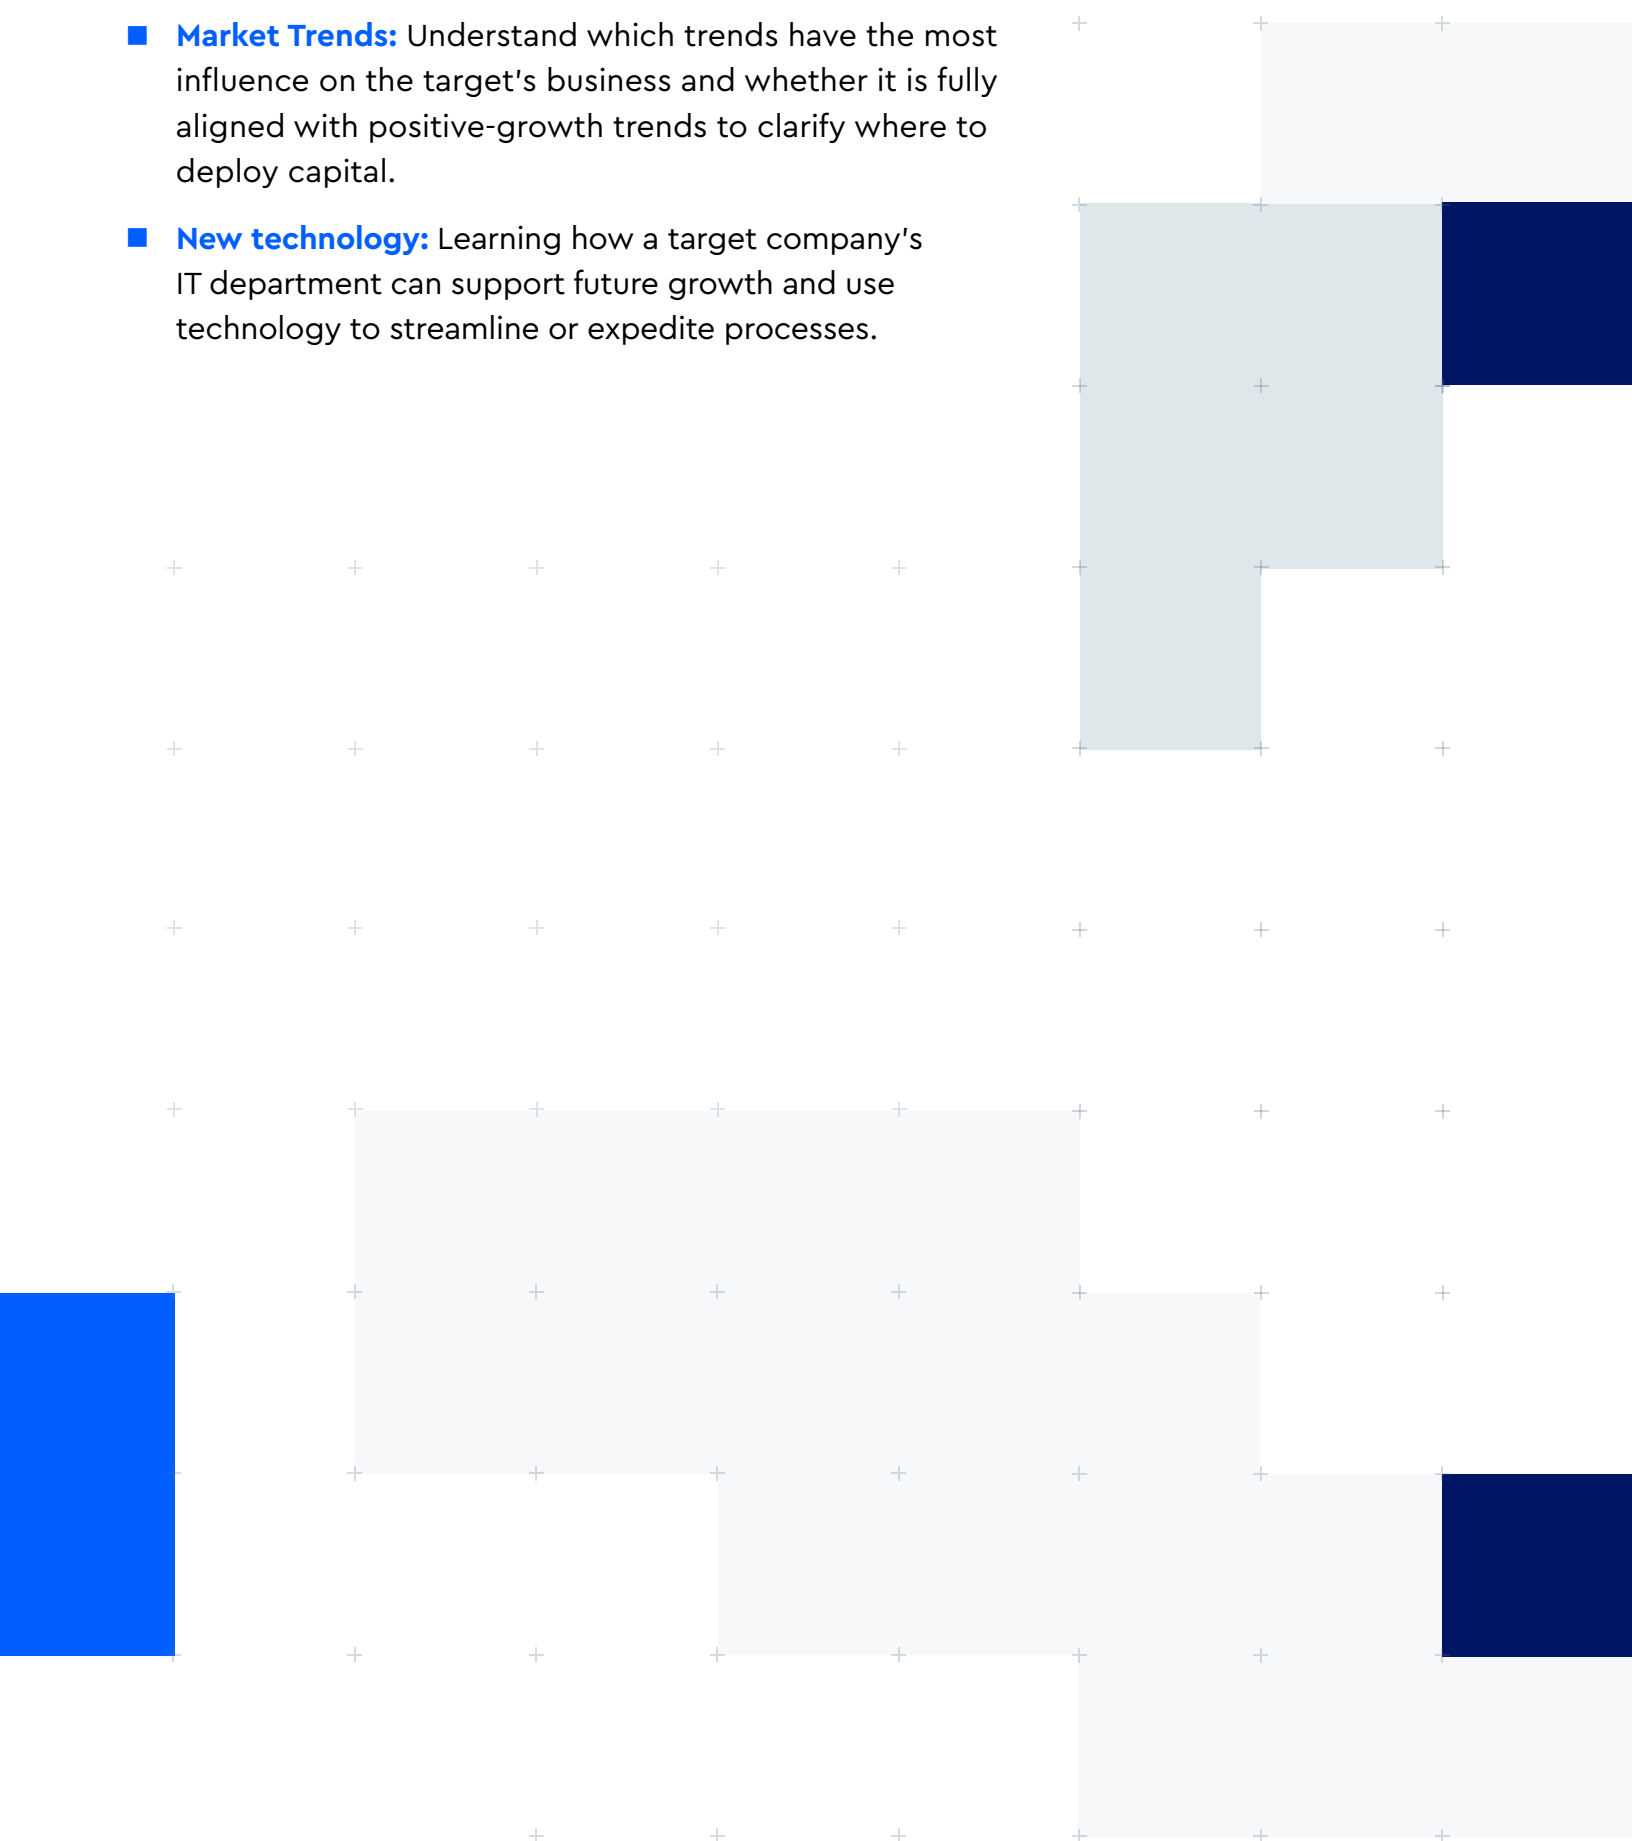 ■ Market Trends: Understand which trends have the most
influence on the target's business and whether it is fully
aligned with positive-growth trends to clarify where to
deploy capital.
■ New technology: Learning how a target company's
IT department can support future growth and use
technology to streamline or expedite processes.